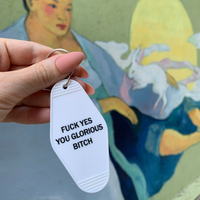 FUCK YES
YOU GLORIOUS
BITCH